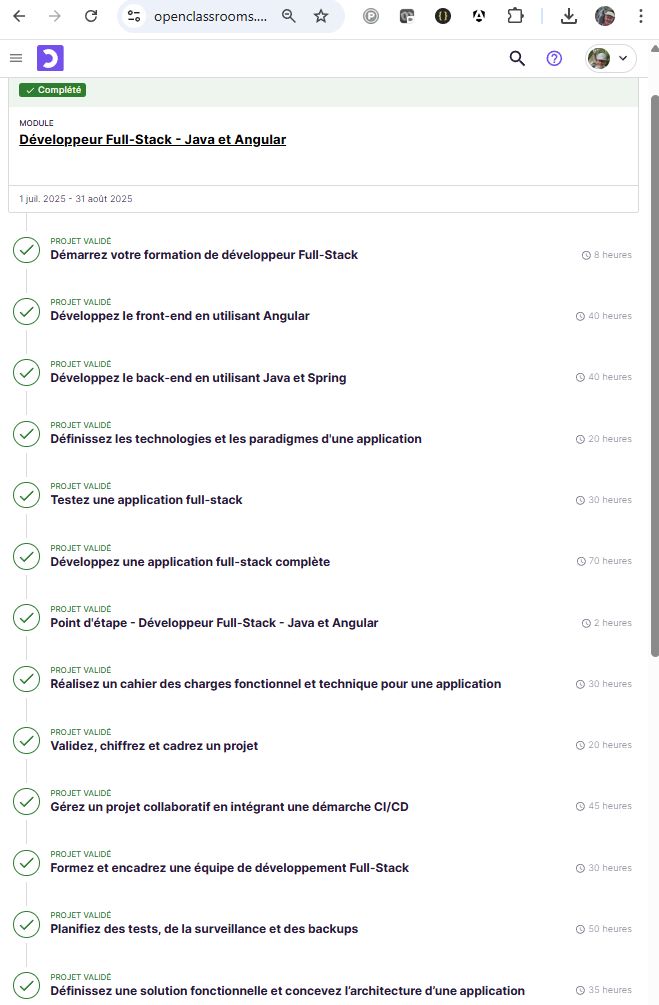 openclassrooms....
Complété
MODULE
Développeur Full-Stack - Java et Angular
1 juil. 2025 - 31 août 2025
PROJET VALIDÉ
Démarrez votre formation de développeur Full-Stack
8 heures
PROJET VALIDÉ
Développez le front-end en utilisant Angular
40 heures
PROJET VALIDÉ
Développez le back-end en utilisant Java et Spring
40 heures
PROJET VALIDÉ
Définissez les technologies et les paradigmes d'une application
20 heures
PROJET VALIDÉ
Testez une application full-stack
30 heures
PROJET VALIDÉ
Développez une application full-stack complète
70 heures
PROJET VALIDÉ
Point d'étape - Développeur Full-Stack - Java et Angular
2 heures
PROJET VALIDÉ
Réalisez un cahier des charges fonctionnel et technique pour une application
30 heures
PROJET VALIDÉ
Validez, chiffrez et cadrez un projet
20 heures
PROJET VALIDÉ
Gérez un projet collaboratif en intégrant une démarche CI/CD
45 heures
PROJET VALIDÉ
Formez et encadrez une équipe de développement Full-Stack
30 heures
PROJET VALIDÉ
Planifiez des tests, de la surveillance et des backups
50 heures
PROJET VALIDÉ
Définissez une solution fonctionnelle et concevez l’architecture d’une application
35 heures